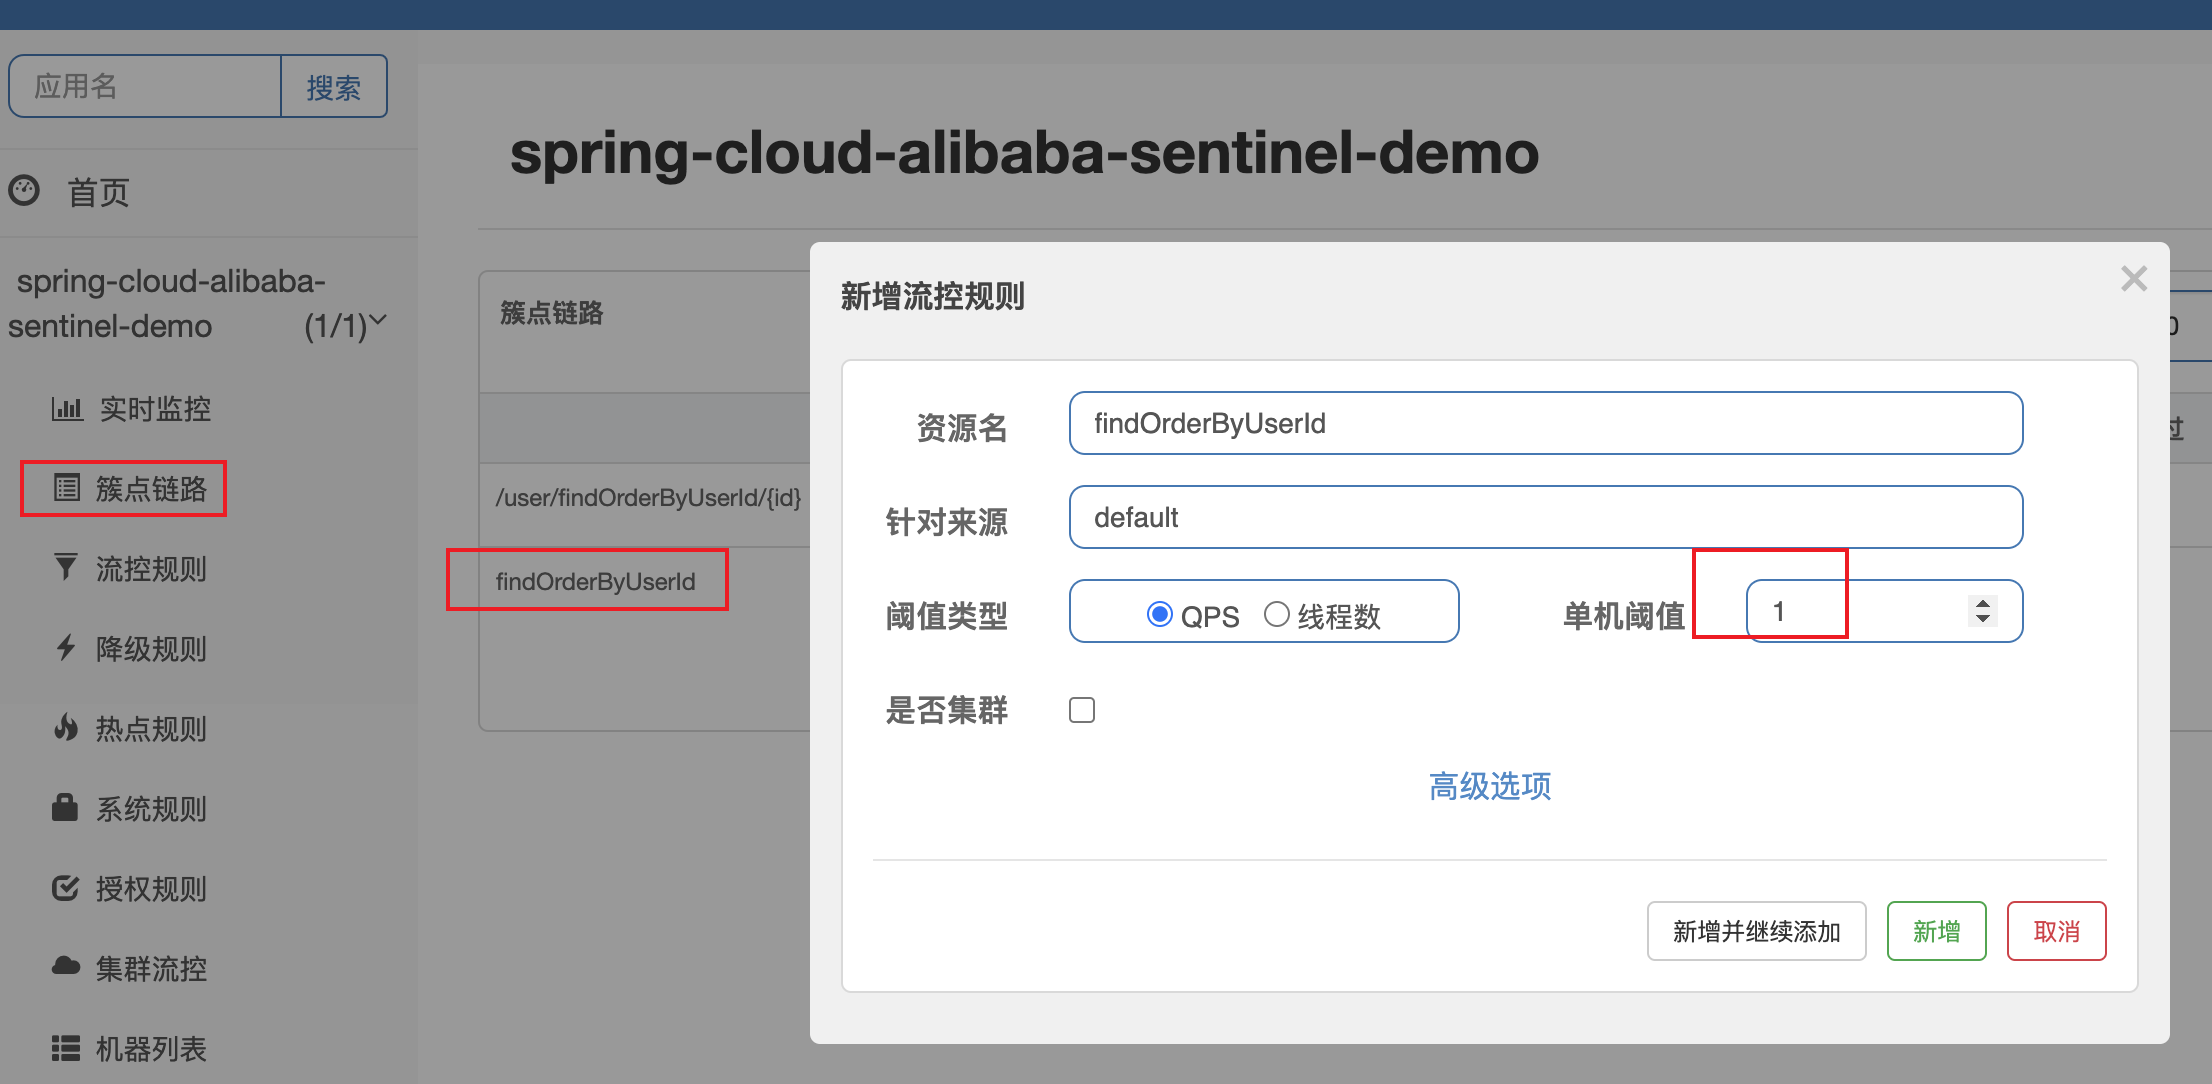 应用名
搜索
首页
spring-cloud-alibaba-
sentinel-demo (1/1)
实时监控
簇点链路
流控规则
降级规则
热点规则
系统规则
授权规则
集群流控
机器列表
spring-cloud-alibaba-sentinel-demo
簇点链路
/user/findOrderByUserId/{id}
findOrderByUserId
新增流控规则
资源名 findOrderByUserId
针对来源 default
阈值类型 QPS 线程数 单机阈值 1
是否集群
高级选项
新增并继续添加 新增 取消